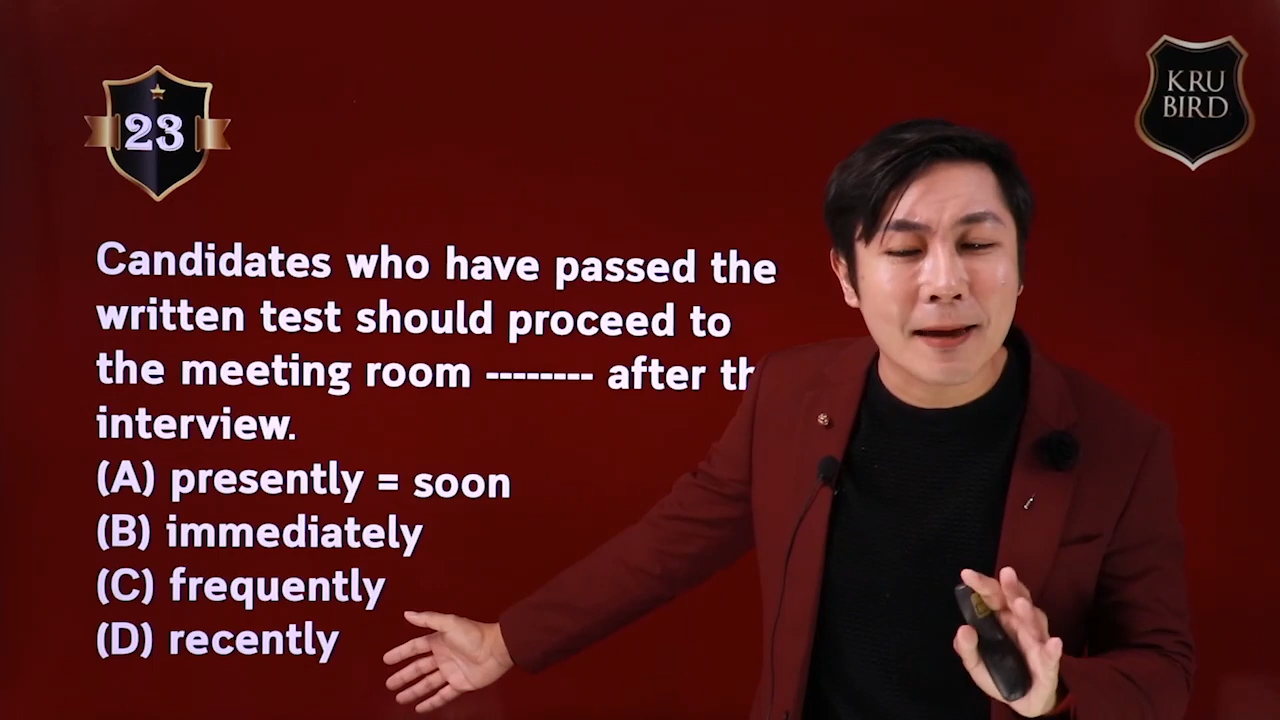 23
KRU
BIRD
Candidates who have passed the
written test should proceed to
the meeting room -------- after
interview.
(A) presently = soon
(B) immediately
(C) frequently
(D) recently